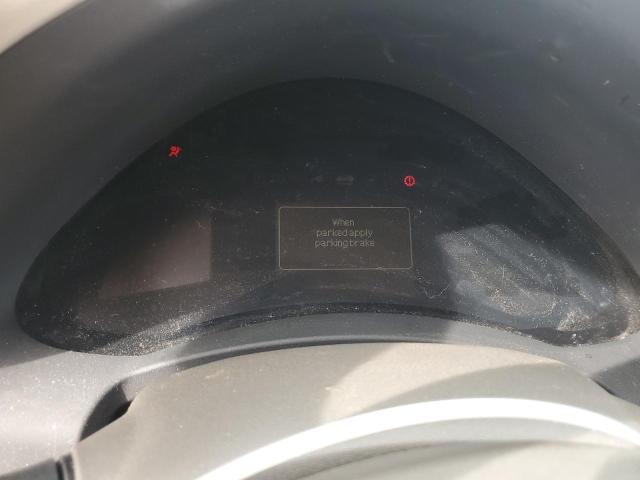 When
parked apply
parking brake